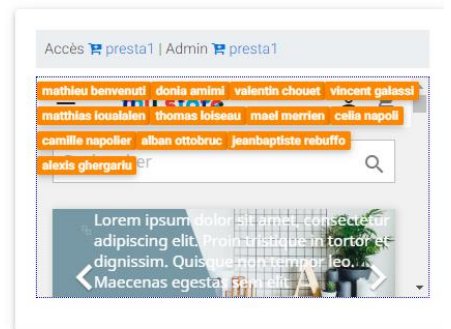 Accès presta1 | Admin presta1
mathieu benvenuti donia amimi valentin chouet vincent galassi
matthias loualalen thomas loiseau mael merrien celia napoli
camille napolier alban ottobruc jeanbaptiste rebuffo
alexis ghergariu
Lorem ipsum dolor sit amet, consectetur
adipiscing elit. Proin tristique in tortor et
dignissim. Quisque non tempor leo.
Maecenas egestas sem elit